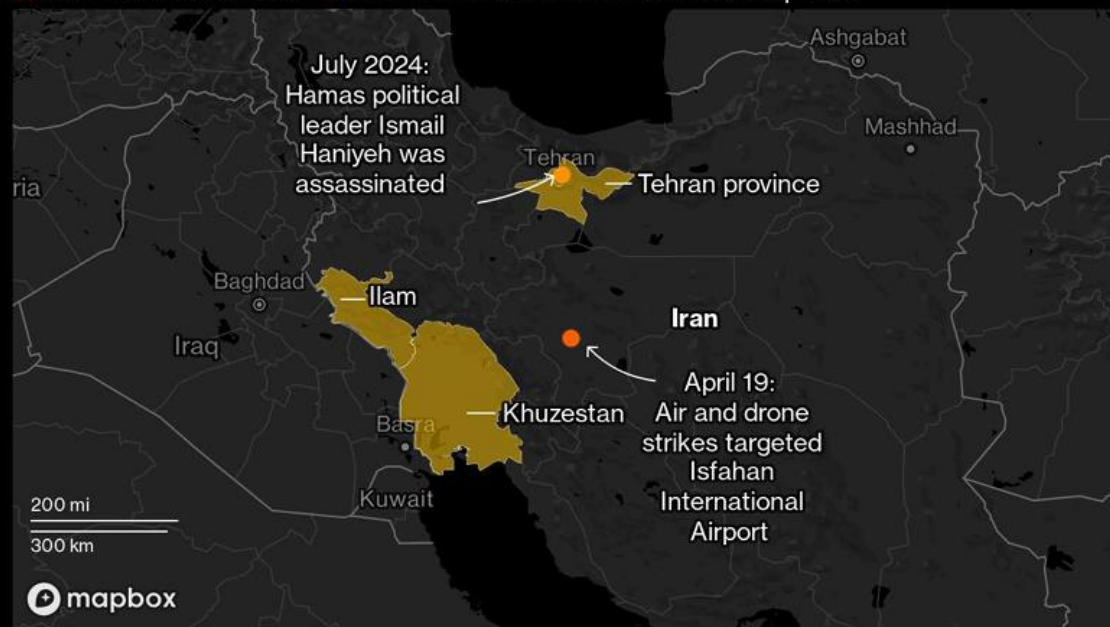 Ashgabat
July 2024:
Hamas political
leader Ismail
Haniyeh was
assassinated
Mashhad
Tehran
Tehran province
ria
Baghdad
Ilam
Iran
Iraq
April 19:
Air and drone
strikes targeted
Isfahan
International
Airport
Khuzestan
Basra
Kuwait
200 mi
300 km
mapbox